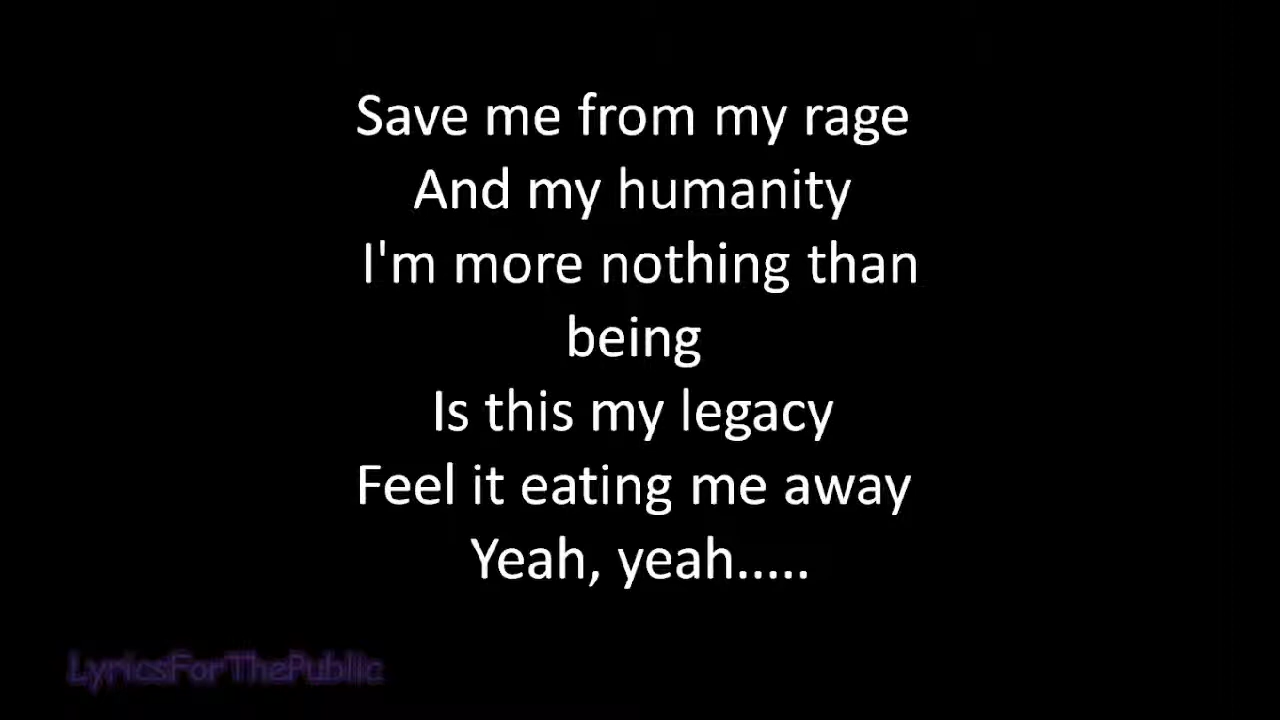 Save me from my rage
And my humanity
I'm more nothing than
being
Is this my legacy
Feel it eating me away
Yeah, yeah.....
LyricsForThePublic